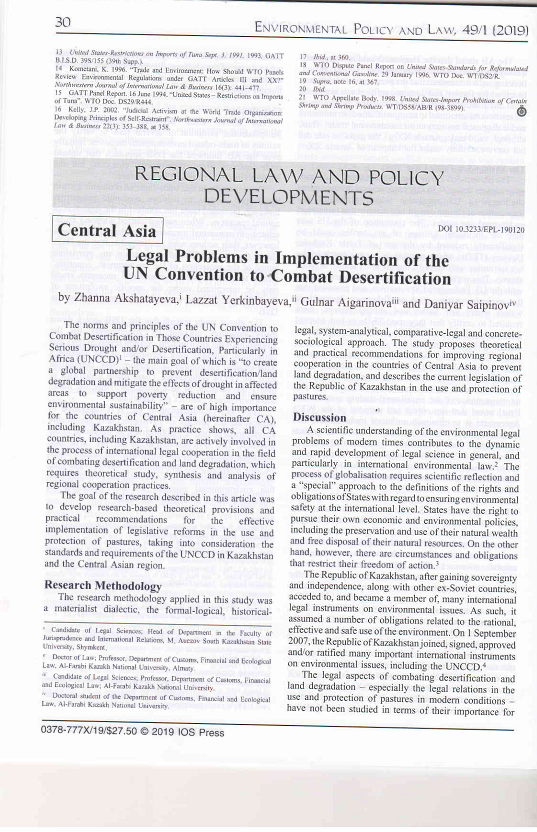 30
ENVIRONMENTAL POLICY AND LAW, 49/1 (2019)
13 United States-Restrictions on Imports of Tuna Sept. 3, 1991, 1993, GATT
B.I.S.D. 39S/155 (39th Supp.).
14 Kometani, K. 1996. "Trade and Environment: How Should WTO Panels
Review Environmental Regulations under GATT Articles III and XX?"
Northwestern Journal of International Law & Business 16(3): 441–477.
15 GATT Panel Report. 16 June 1994, "United States – Restrictions on Imports
of Tuna". WTO Doc. DS29/R444.
16 Kelly, J.P. 2002. "Judicial Activism at the World Trade Organization:
Developing Principles of Self-Restraint". Northwestern Journal of International
Law & Business 22(3): 353–388, at 358.
17 Ibid., at 360.
18 WTO Dispute Panel Report on United States-Standards for Reformulated
and Conventional Gasoline. 29 January 1996, WTO Doc. WT/DS2/R.
19 Supra, note 16, at 367.
20 Ibid.
21 WTO Appellate Body. 1998. United States-Import Prohibition of Certain
Shrimp and Shrimp Products. WT/DS58/AB/R (98-3899).
REGIONAL LAW AND POLICY
DEVELOPMENTS
Central Asia
DOI 10.3233/EPL-190120
Legal Problems in Implementation of the
UN Convention to Combat Desertification
by Zhanna Akshatayeva,i Lazzat Yerkinbayeva,ii Gulnar Aigarinovaiii and Daniyar Saipinoviv
The norms and principles of the UN Convention to
Combat Desertification in Those Countries Experiencing
Serious Drought and/or Desertification, Particularly in
Africa (UNCCD)1 – the main goal of which is "to create
a global partnership to prevent desertification/land
degradation and mitigate the effects of drought in affected
areas to support poverty reduction and ensure
environmental sustainability" – are of high importance
for the countries of Central Asia (hereinafter CA),
including Kazakhstan. As practice shows, all CA
countries, including Kazakhstan, are actively involved in
the process of international legal cooperation in the field
of combating desertification and land degradation, which
requires theoretical study, synthesis and analysis of
regional cooperation practices.
The goal of the research described in this article was
to develop research-based theoretical provisions and
practical recommendations for the effective
implementation of legislative reforms in the use and
protection of pastures, taking into consideration the
standards and requirements of the UNCCD in Kazakhstan
and the Central Asian region.
Research Methodology
The research methodology applied in this study was
a materialist dialectic, the formal-logical, historical-
i Candidate of Legal Sciences; Head of Department in the Faculty of
Jurisprudence and International Relations, M. Auezov South Kazakhstan State
University, Shymkent.
ii Doctor of Law; Professor, Department of Customs, Financial and Ecological
Law, Al-Farabi Kazakh National University, Almaty.
iii Candidate of Legal Sciences, Professor, Department of Customs, Financial
and Ecological Law; Al-Farabi Kazakh National University.
iv Doctoral student of the Department of Customs, Financial and Ecological
Law, Al-Farabi Kazakh National University.
legal, system-analytical, comparative-legal and concrete-
sociological approach. The study proposes theoretical
and practical recommendations for improving regional
cooperation in the countries of Central Asia to prevent
land degradation, and describes the current legislation of
the Republic of Kazakhstan in the use and protection of
pastures.
Discussion
A scientific understanding of the environmental legal
problems of modern times contributes to the dynamic
and rapid development of legal science in general, and
particularly in international environmental law.2 The
process of globalisation requires scientific reflection and
a "special" approach to the definitions of the rights and
obligations of States with regard to ensuring environmental
safety at the international level. States have the right to
pursue their own economic and environmental policies,
including the preservation and use of their natural wealth
and free disposal of their natural resources. On the other
hand, however, there are circumstances and obligations
that restrict their freedom of action.3
The Republic of Kazakhstan, after gaining sovereignty
and independence, along with other ex-Soviet countries,
acceded to, and became a member of, many international
legal instruments on environmental issues. As such, it
assumed a number of obligations related to the rational,
effective and safe use of the environment. On 1 September
2007, the Republic of Kazakhstan joined, signed, approved
and/or ratified many important international instruments
on environmental issues, including the UNCCD.4
The legal aspects of combating desertification and
land degradation – especially the legal relations in the
use and protection of pastures in modern conditions –
have not been studied in terms of their importance for
0378-777X/19/$27.50 © 2019 IOS Press